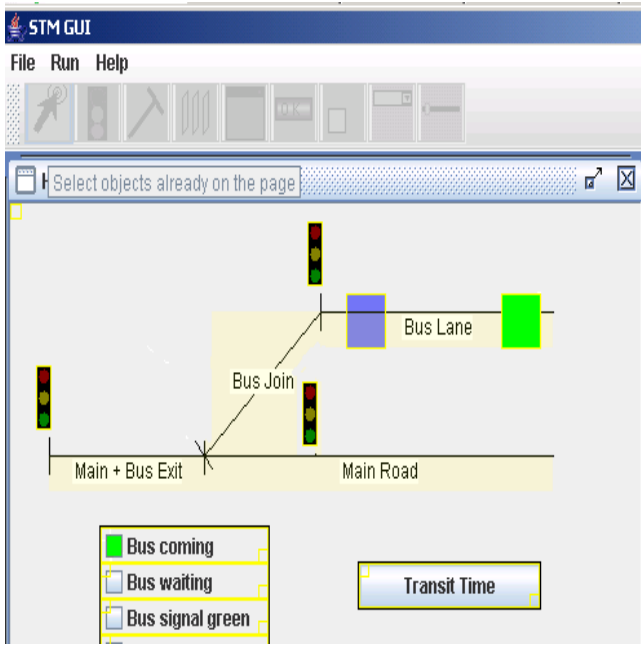 STM GUI
File Run Help
OK
H
Select objects already on the page
Bus Lane
Bus Join
Main + Bus Exit
Main Road
Bus coming
Bus waiting
Transit Time
Bus signal green